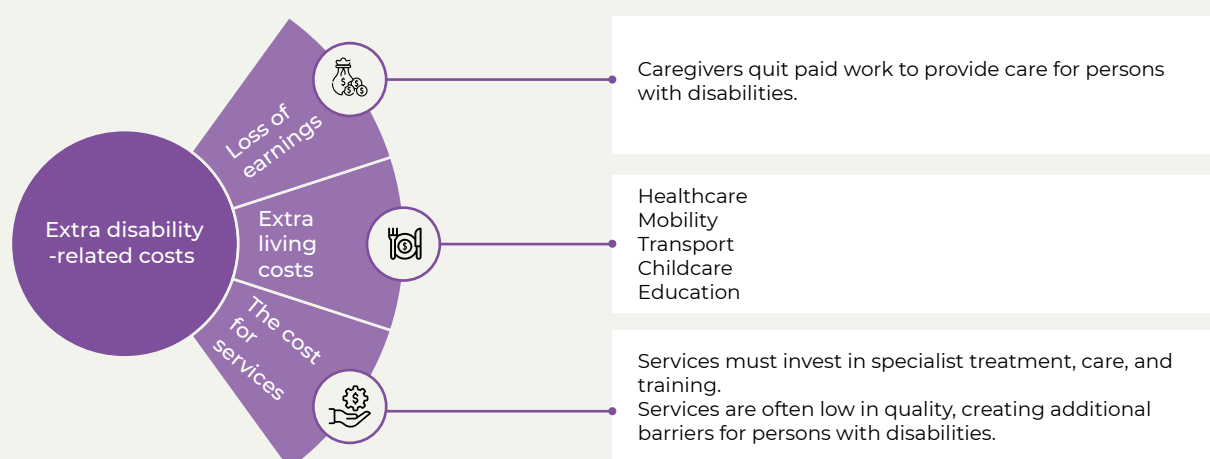 Extra disability
-related costs
Loss of
earnings
Caregivers quit paid work to provide care for persons
with disabilities.
Extra
living
costs
Healthcare
Mobility
Transport
Childcare
Education
The cost
for
services
Services must invest in specialist treatment, care, and
training.
Services are often low in quality, creating additional
barriers for persons with disabilities.